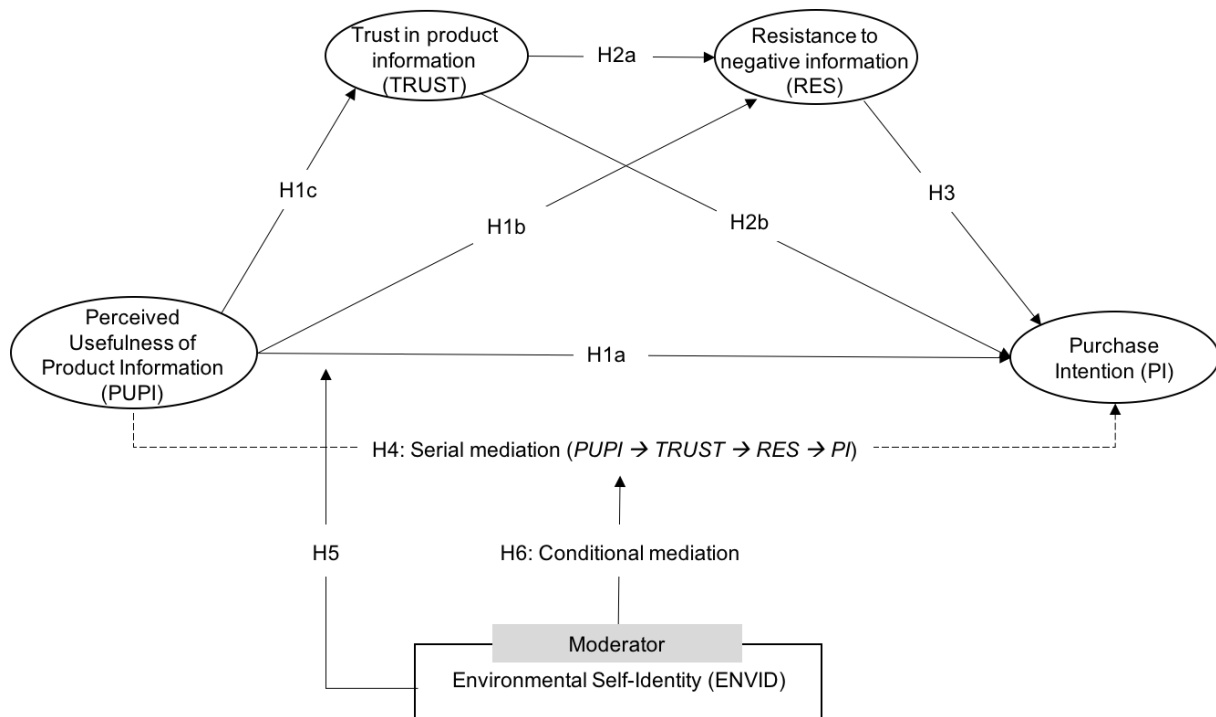 Trust in product
information
(TRUST)
H2a
Resistance to
negative information
(RES)
H1c
H1b
H2b
H3
Perceived
Usefulness of
Product Information
(PUPI)
H1a
Purchase
Intention (PI)
H4: Serial mediation (PUPI → TRUST → RES → PI)
H5
H6: Conditional mediation
Moderator
Environmental Self-Identity (ENVID)